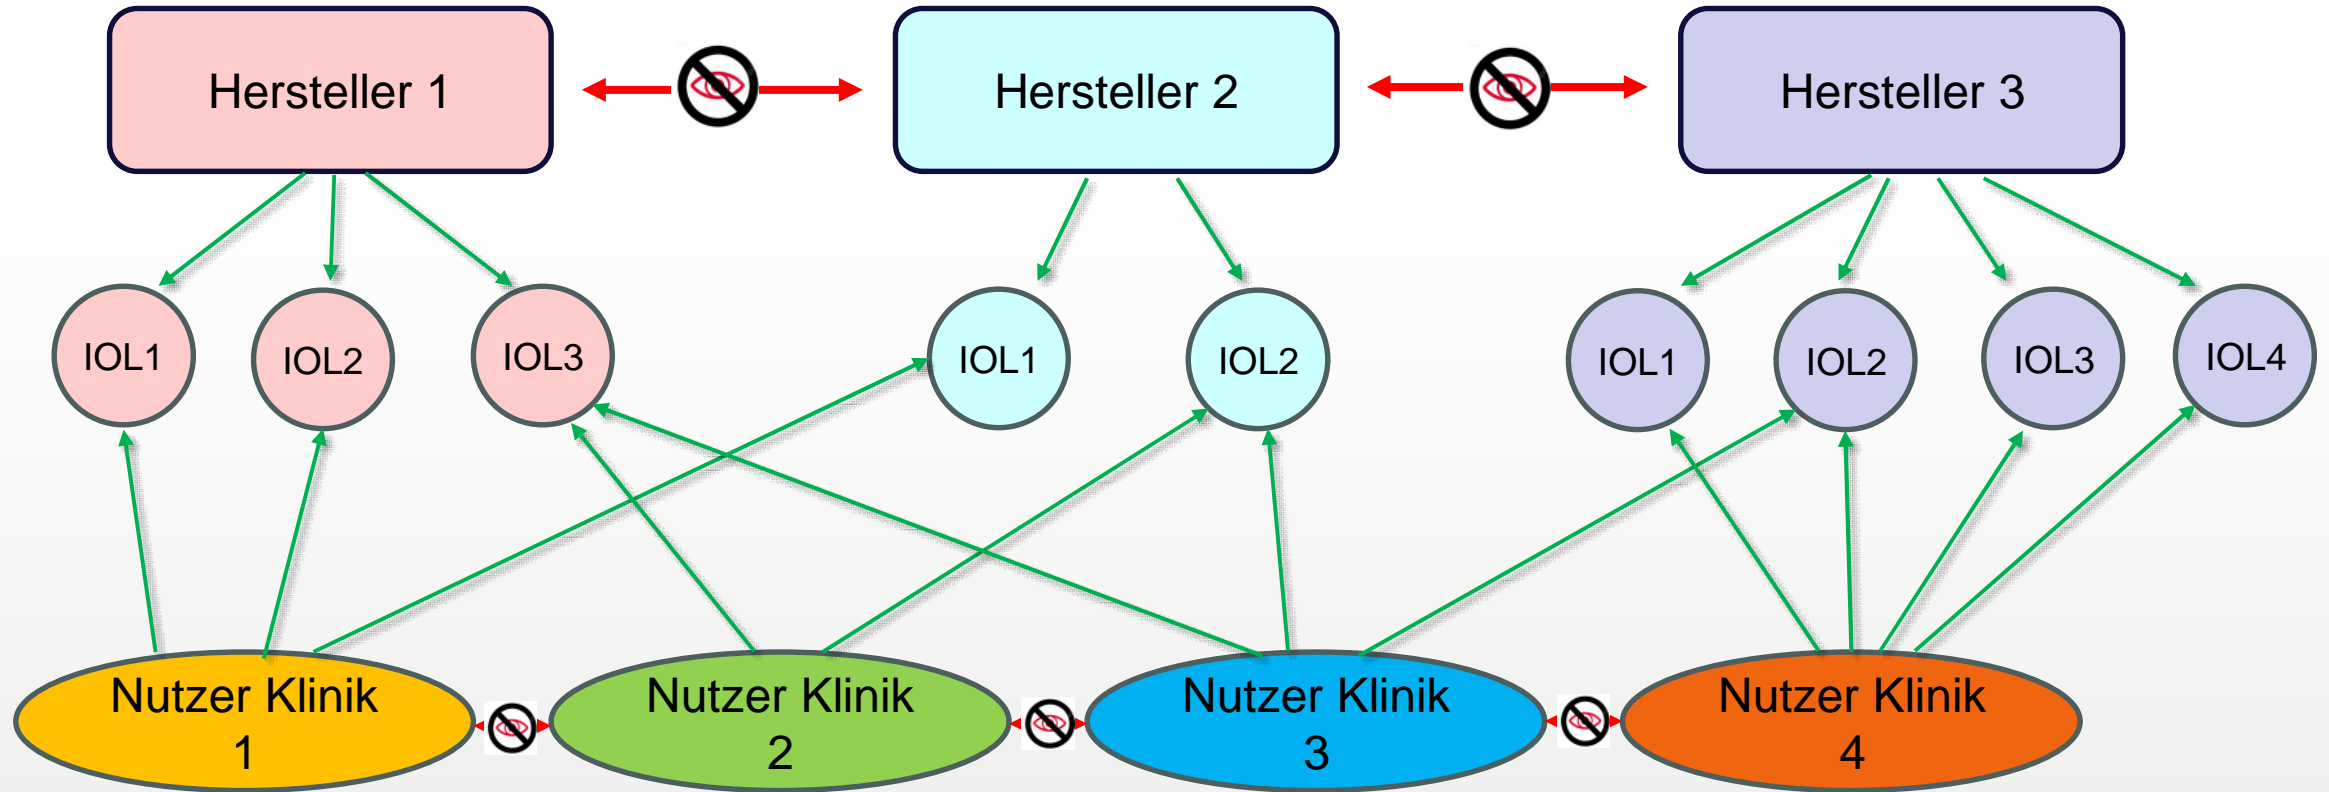 Hersteller 1
Hersteller 2
Hersteller 3
IOL1
IOL2
IOL3
IOL1
IOL2
IOL1
IOL2
IOL3
IOL4
Nutzer Klinik
1
Nutzer Klinik
2
Nutzer Klinik
3
Nutzer Klinik
4